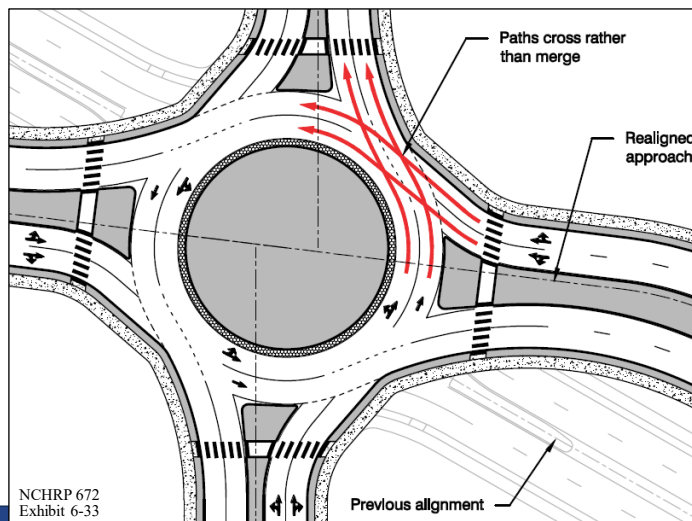 Paths cross rather
than merge
Realigned
approach
Previous alignment
NCHRP 672
Exhibit 6-33